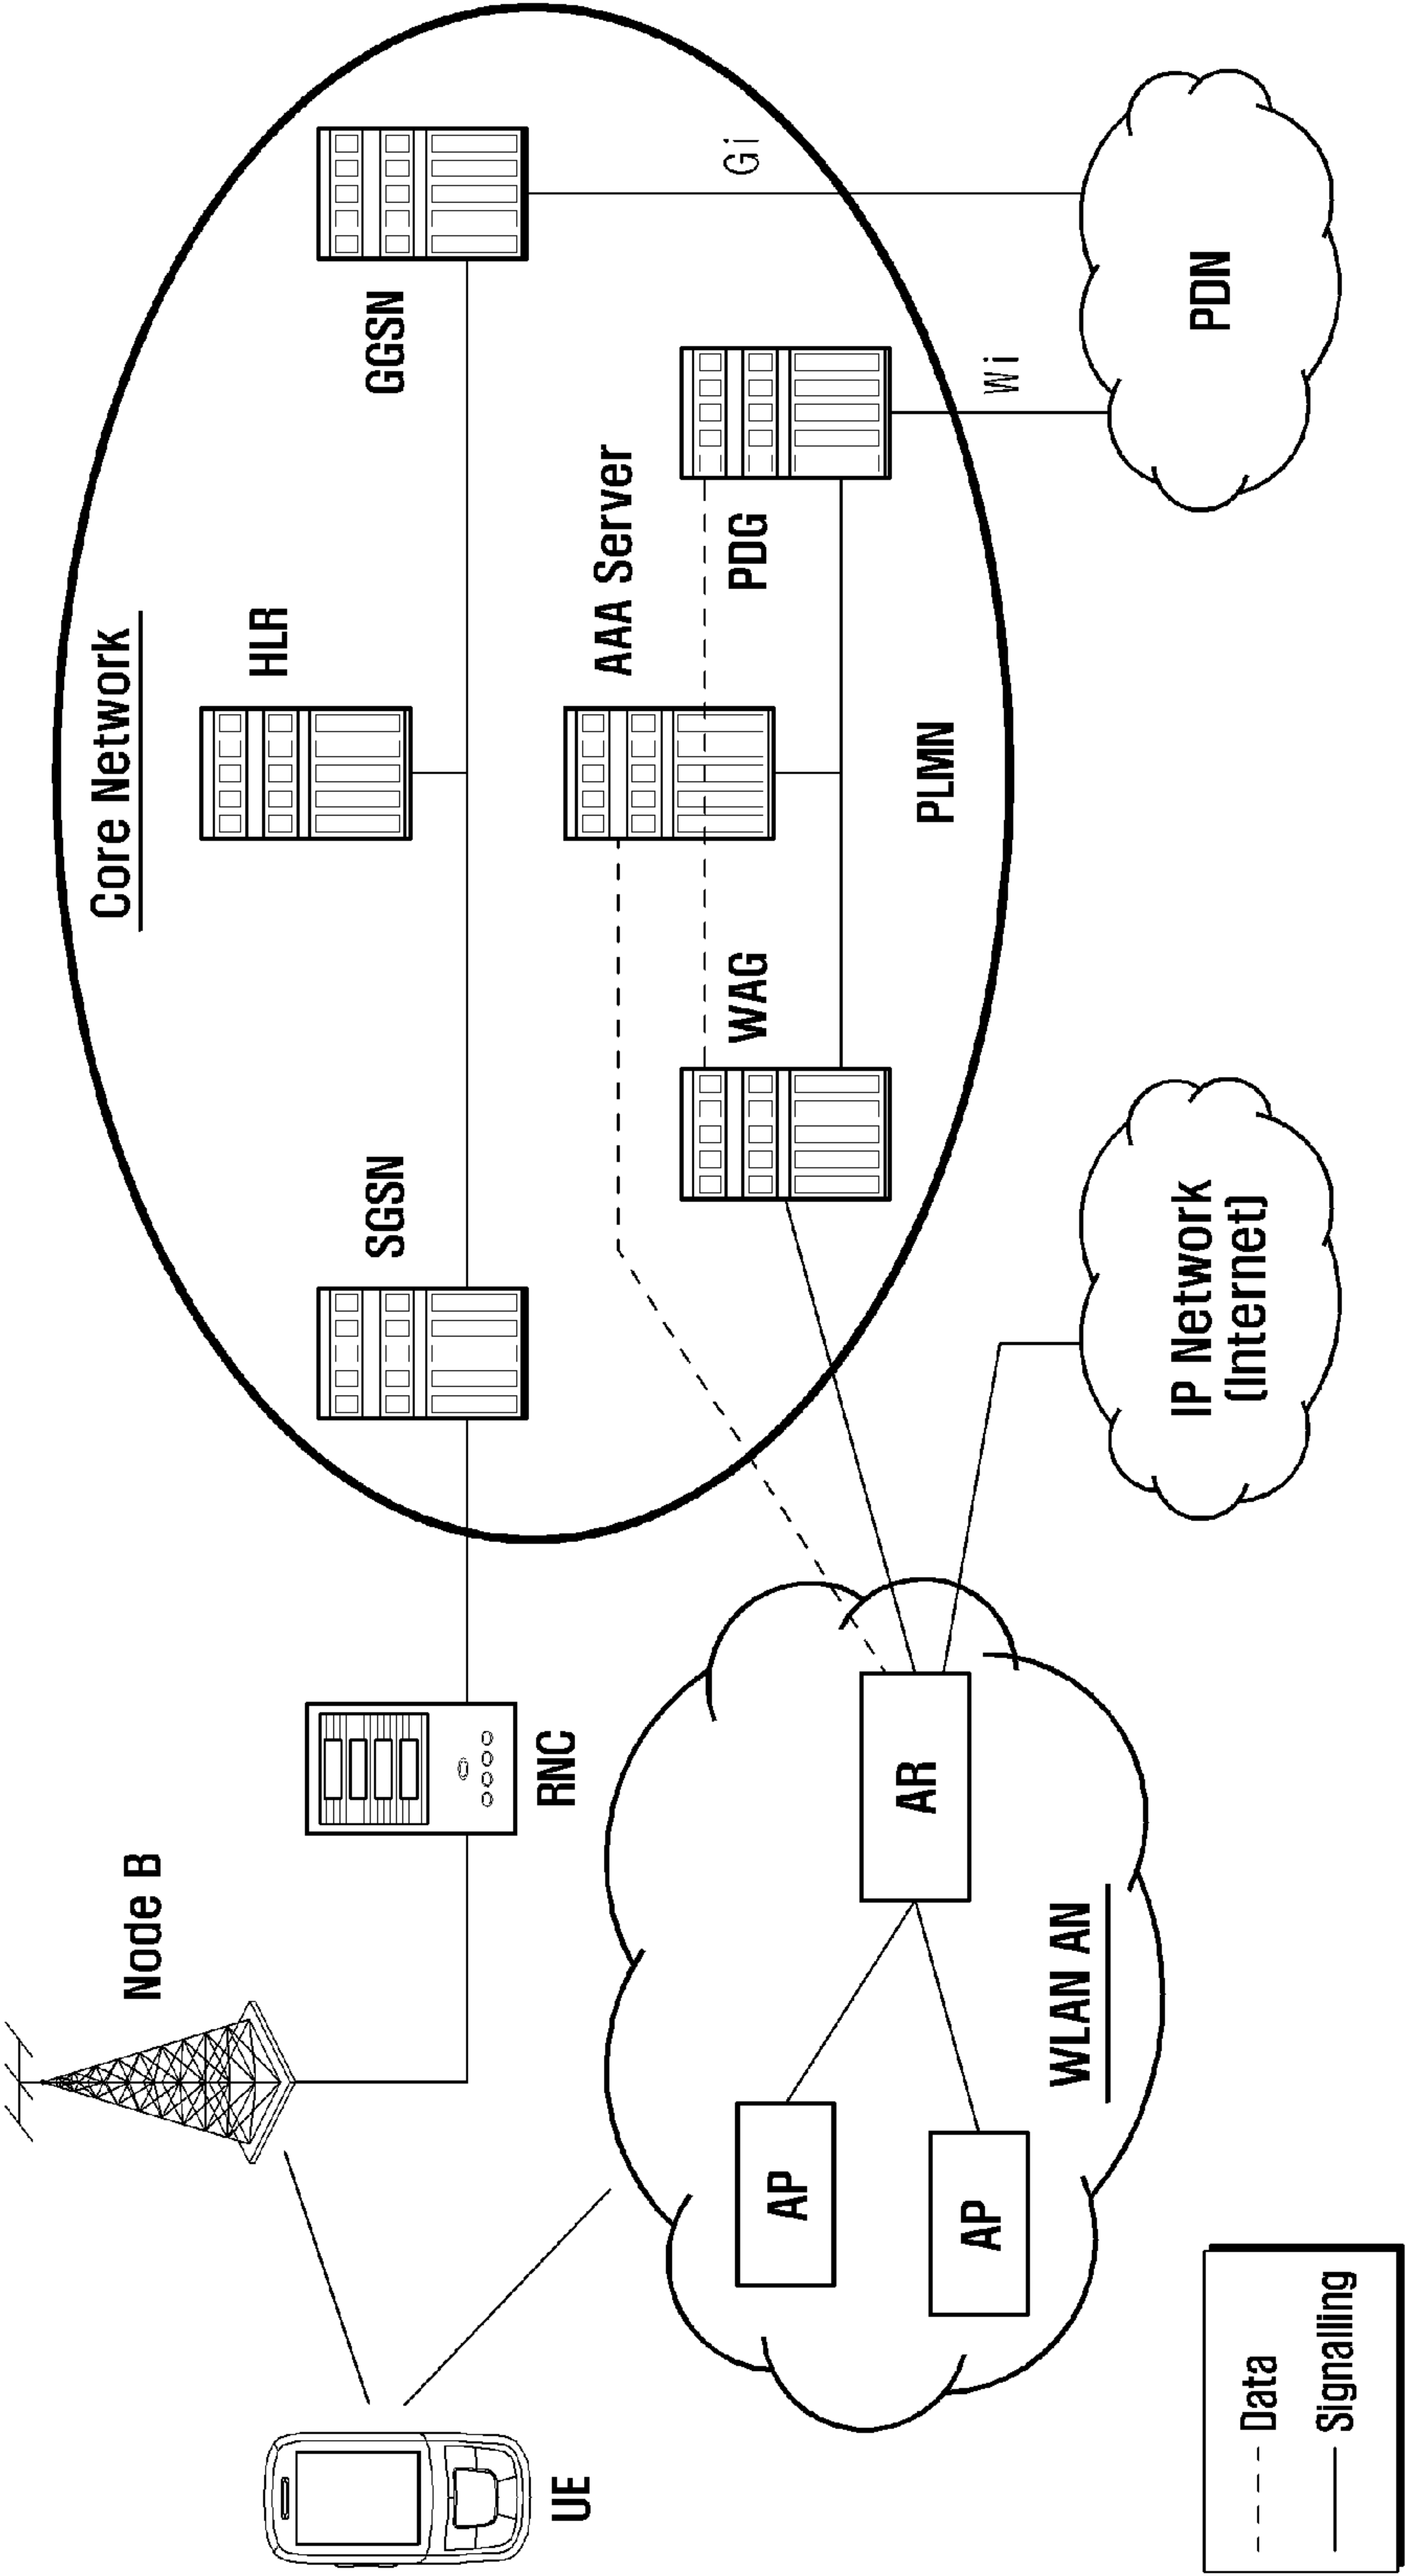 Core Network
Node B
HLR
SGSN
GGSN
RNC
UE
AAA Server
WAG
PDG
Gi
PLMN
Wi
AP
AR
AP
WLAN AN
IP Network
(Internet)
PDN
Data
Signalling